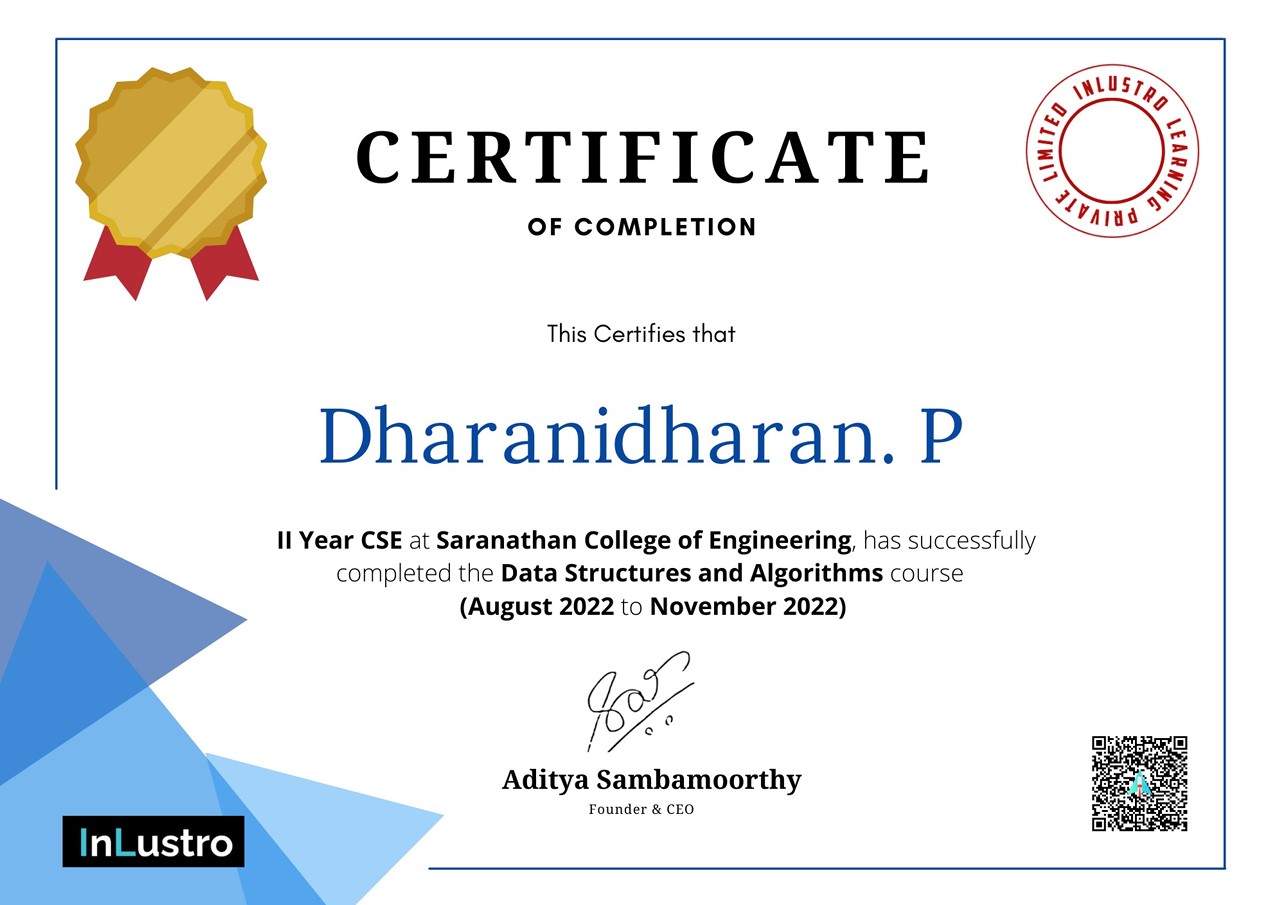 CERTIFICATE
OF COMPLETION
INLUSTRO LEARNING PRIVATE LIMITED
This Certifies that
Dharanidharan. P
II Year CSE at Saranathan College of Engineering, has successfully
completed the Data Structures and Algorithms course
(August 2022 to November 2022)
Aditya Sambamoorthy
Founder & CEO
InLustro